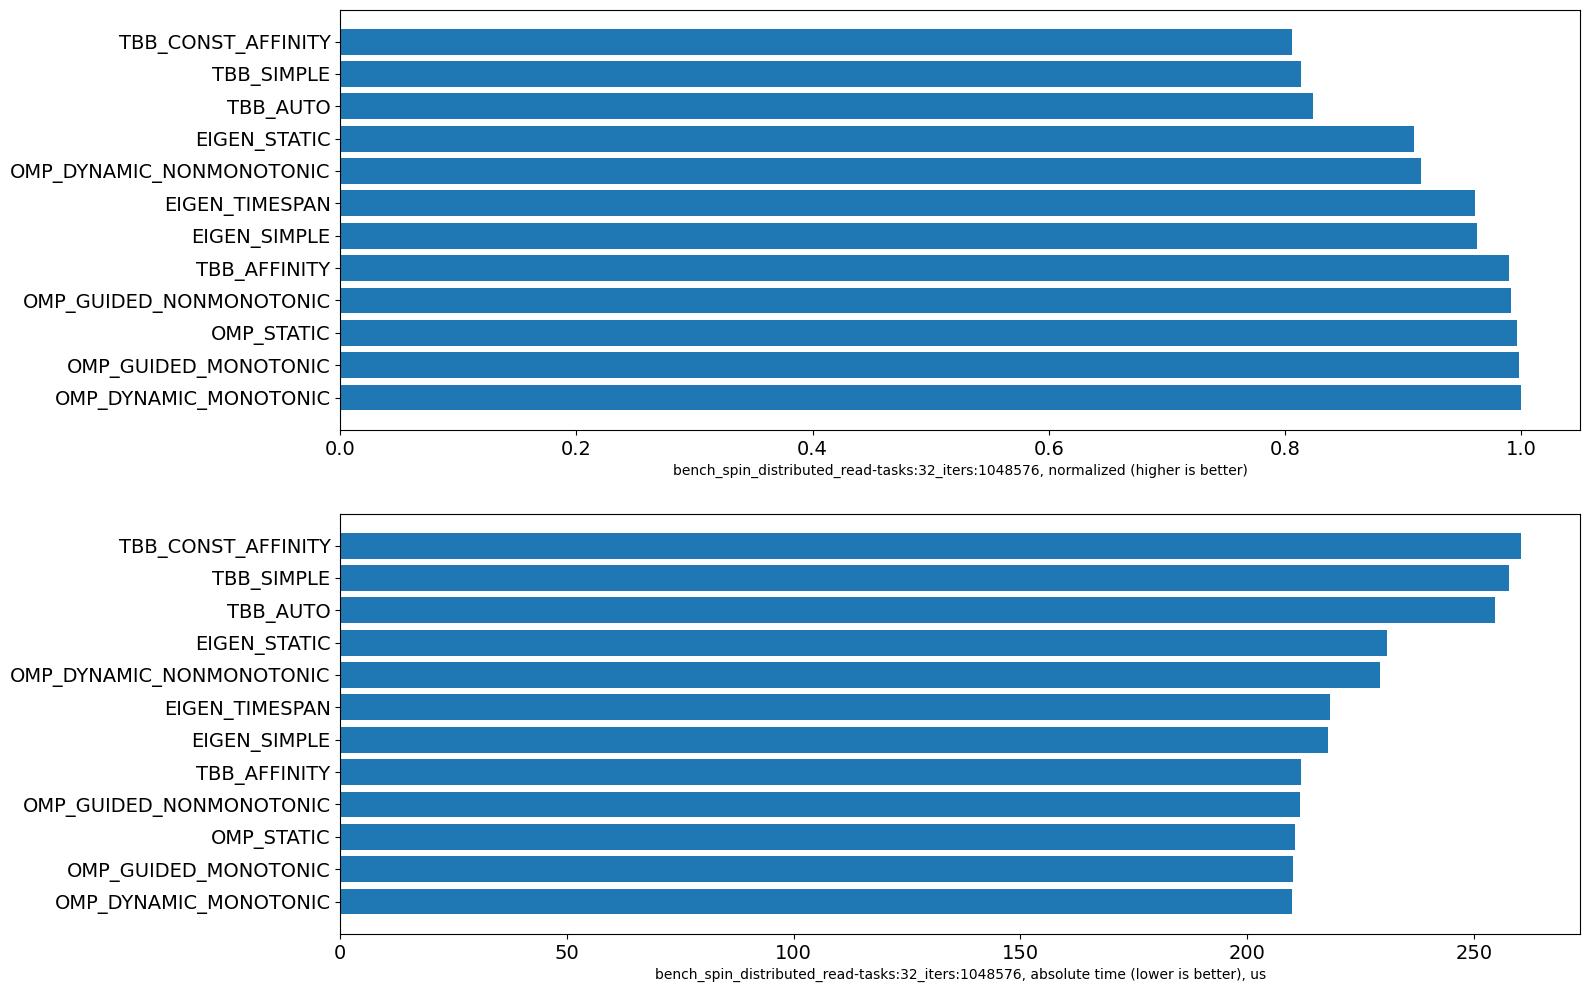 TBB_CONST_AFFINITY
TBB_SIMPLE
TBB_AUTO
EIGEN_STATIC
OMP_DYNAMIC_NONMONOTONIC
EIGEN_TIMESPAN
EIGEN_SIMPLE
TBB_AFFINITY
OMP_GUIDED_NONMONOTONIC
OMP_STATIC
OMP_GUIDED_MONOTONIC
OMP_DYNAMIC_MONOTONIC
0.0 0.2 0.4 0.6 0.8 1.0
bench_spin_distributed_read-tasks:32_iters:1048576, normalized (higher is better)
TBB_CONST_AFFINITY
TBB_SIMPLE
TBB_AUTO
EIGEN_STATIC
OMP_DYNAMIC_NONMONOTONIC
EIGEN_TIMESPAN
EIGEN_SIMPLE
TBB_AFFINITY
OMP_GUIDED_NONMONOTONIC
OMP_STATIC
OMP_GUIDED_MONOTONIC
OMP_DYNAMIC_MONOTONIC
0 50 100 150 200 250
bench_spin_distributed_read-tasks:32_iters:1048576, absolute time (lower is better), us